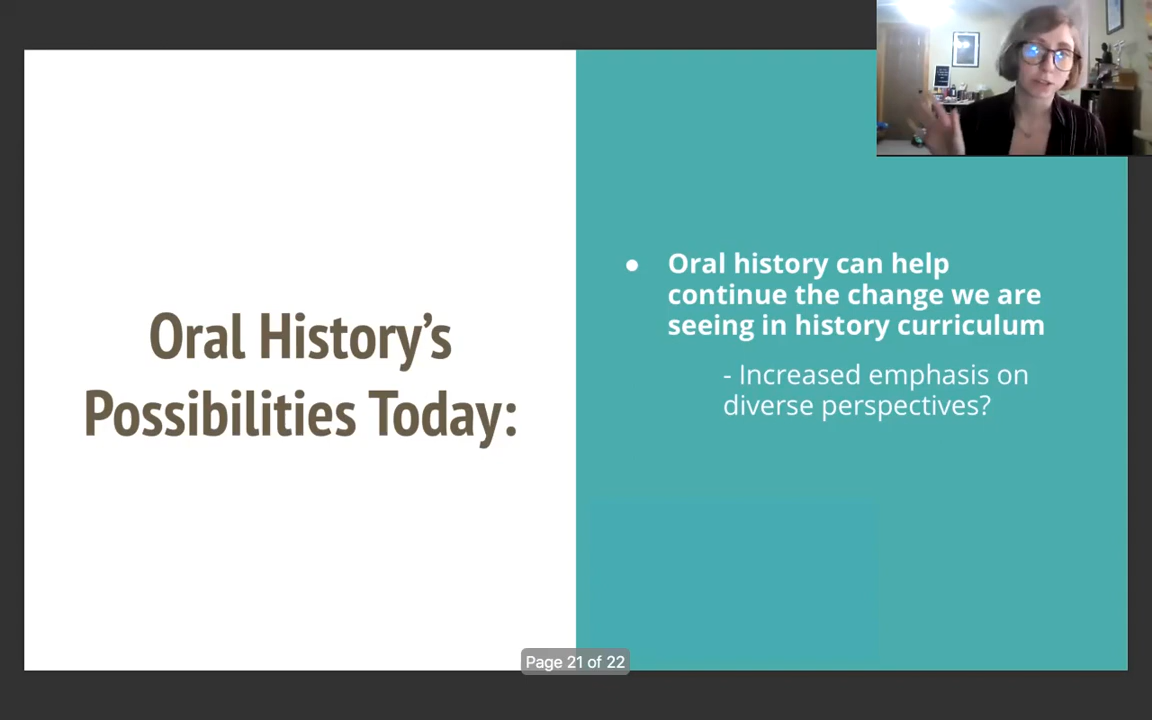 Oral History's
Possibilities Today:
● Oral history can help
continue the change we are
seeing in history curriculum
- Increased emphasis on
diverse perspectives?
Page 21 of 22